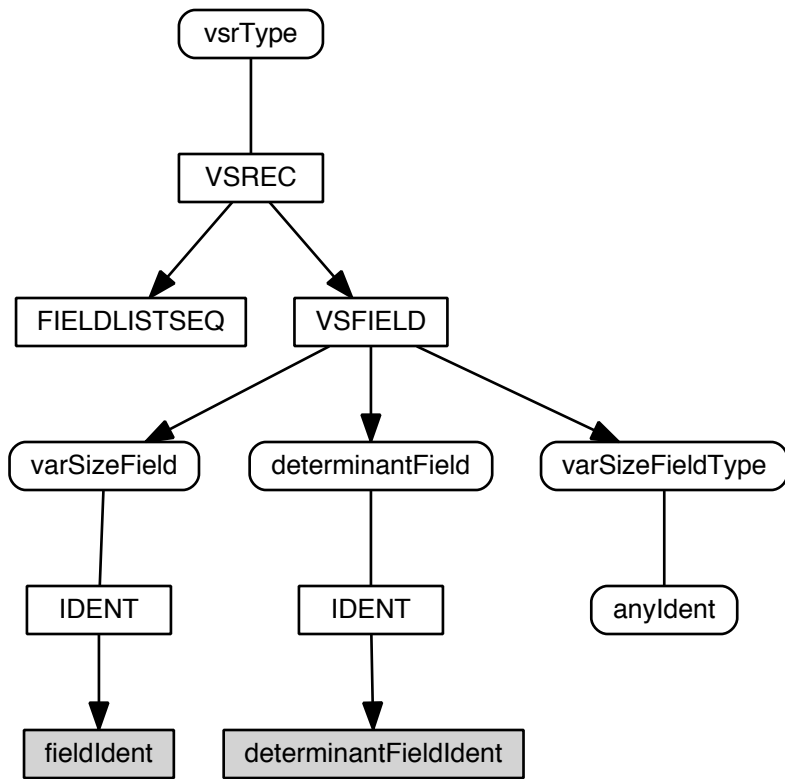 vsrType
VSREC
FIELDLISTSEQ
VSFIELD
varSizeField
determinantField
varSizeFieldType
IDENT
IDENT
anyIdent
fieldIdent
determinantFieldIdent